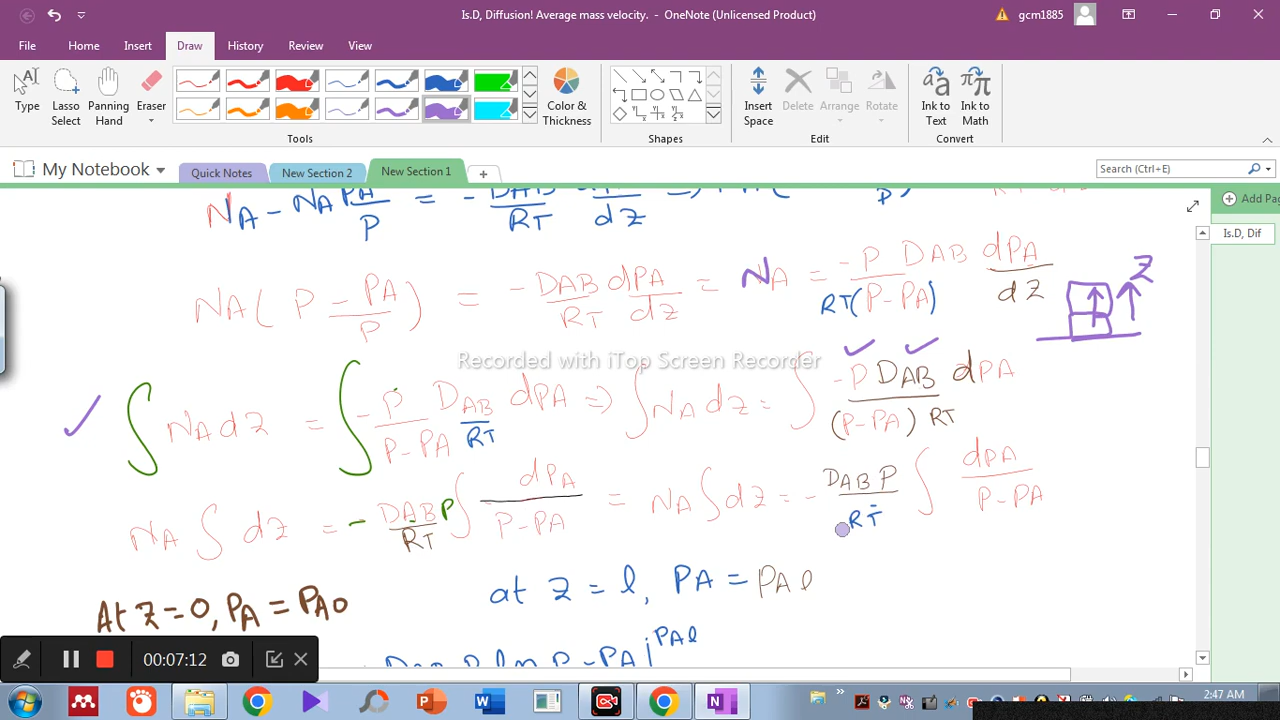 Is.D, Diffusion! Average mass velocity. - OneNote (Unlicensed Product)
gcm1885
File Home Insert Draw History Review View
Type
Lasso Select
Panning Hand
Eraser
Color & Thickness
Insert Space
Delete
Arrange
Rotate
Ink to Text
Ink to Math
Tools
Shapes
Edit
Convert
My Notebook
Quick Notes
New Section 2
New Section 1
Search (Ctrl+E)
Add Pag
Is.D, Dif
NA - NA PA/P = - DAB/RT dz
NA( P - PA/P ) = - DAB/RT dPA/dz = NA = -P DAB/RT(P-PA) dPA/dZ
Z
Recorded with iTop Screen Recorder
∫ NA dZ = ∫ -P/P-PA DAB/RT dPA => ∫ NA dz = ∫ -P DAB/(P-PA) RT dPA
NA ∫ dz = - DAB P/RT ∫ dPA/P-PA = NA ∫ dz = - DAB P/RT ∫ dPA/P-PA
at z = l, PA = PAl
At Z=0, PA = PAo
P ln P - PA ]PAl
00:07:12
2:47 AM